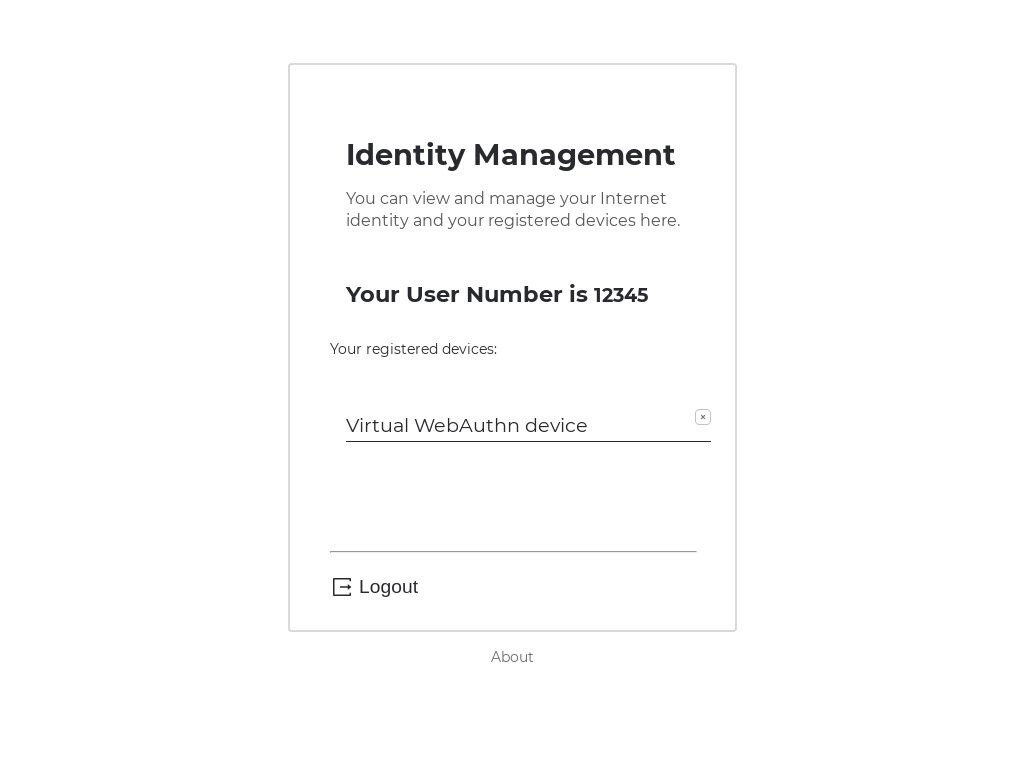 Identity Management
You can view and manage your Internet
identity and your registered devices here.
Your User Number is 12345
Your registered devices:
Virtual WebAuthn device
Logout
About